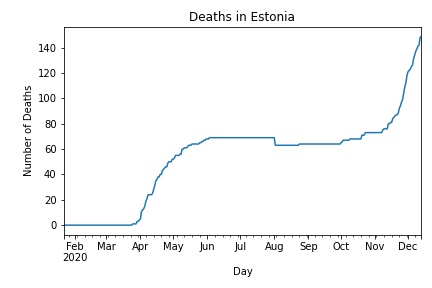 Deaths in Estonia
Number of Deaths
140
120
100
80
60
40
20
0
Feb Mar Apr May Jun Jul Aug Sep Oct Nov Dec
2020
Day